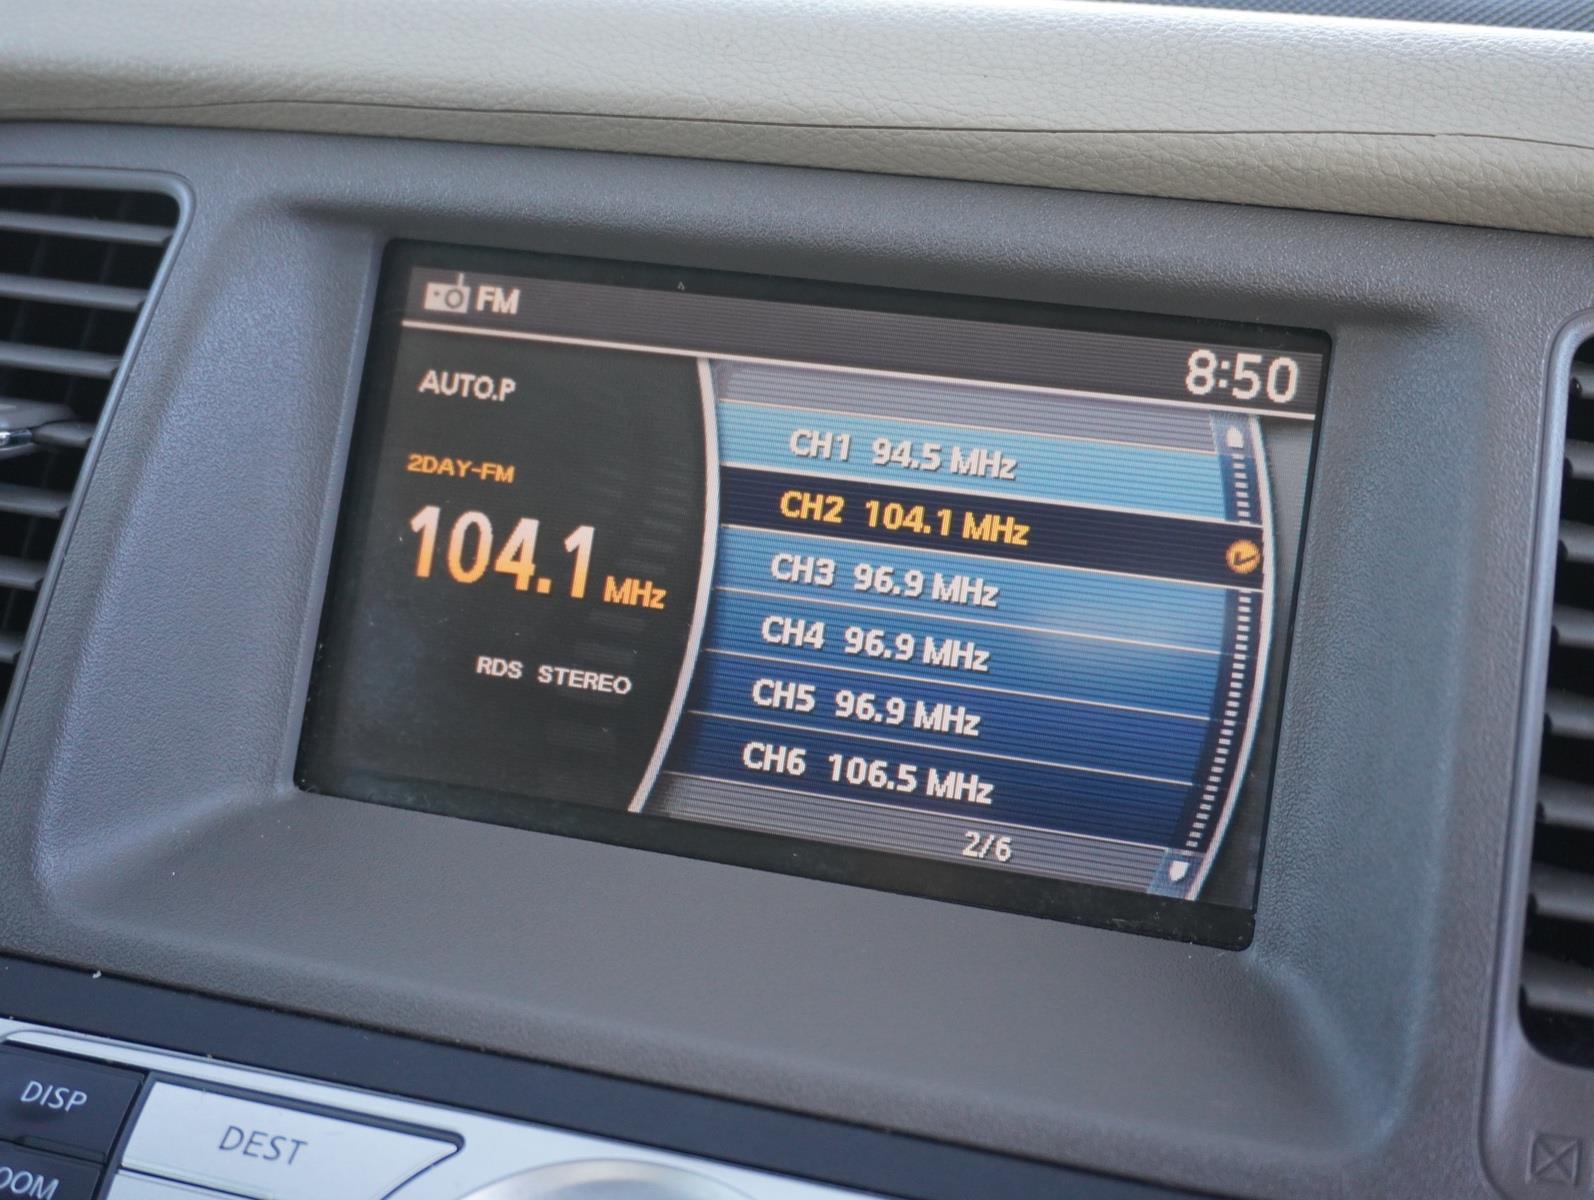 FM
8:50
AUTO.P
2DAY-FM
104.1 MHz
RDS STEREO
CH1 94.5 MHz
CH2 104.1 MHz
CH3 96.9 MHz
CH4 96.9 MHz
CH5 96.9 MHz
CH6 106.5 MHz
2/6
DISP
DEST